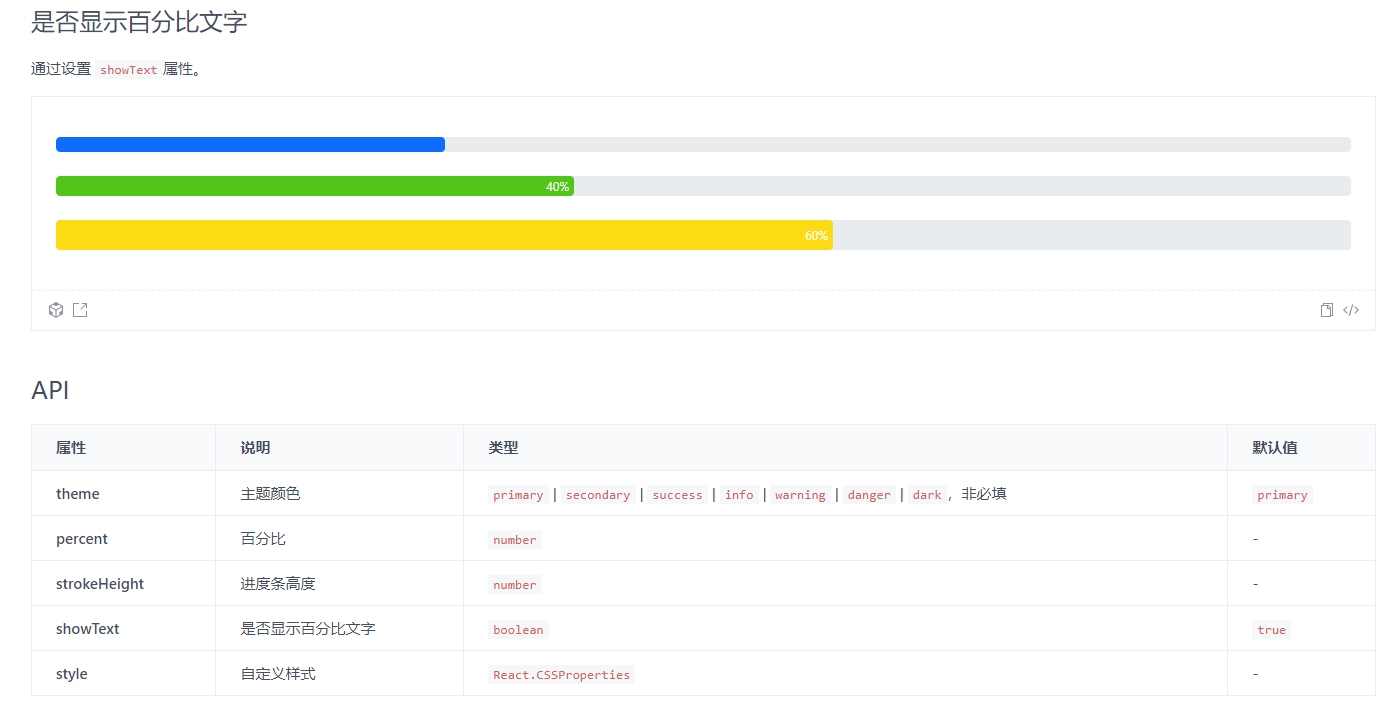 是否显示百分比文字
通过设置 showText 属性。
40%
60%
API
属性 说明 类型 默认值
theme 主题颜色 primary | secondary | success | info | warning | danger | dark ，非必填 primary
percent 百分比 number -
strokeHeight 进度条高度 number -
showText 是否显示百分比文字 boolean true
style 自定义样式 React.CSSProperties -